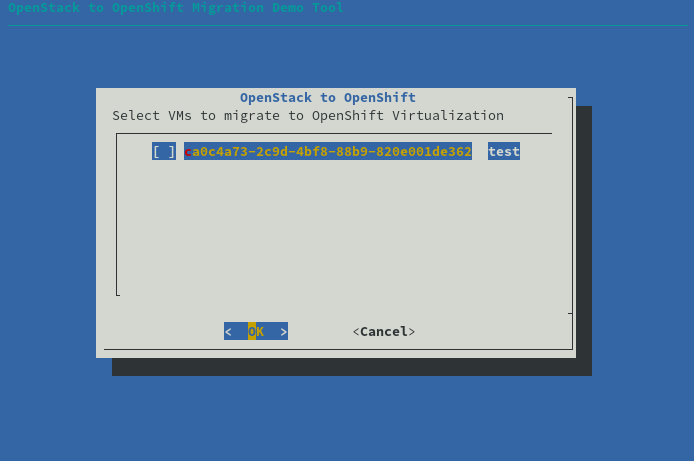 OpenStack to OpenShift Migration Demo Tool
OpenStack to OpenShift
Select VMs to migrate to OpenShift Virtualization
[ ] ca0c4a73-2c9d-4bf8-88b9-820e001de362 test
< OK > <Cancel>